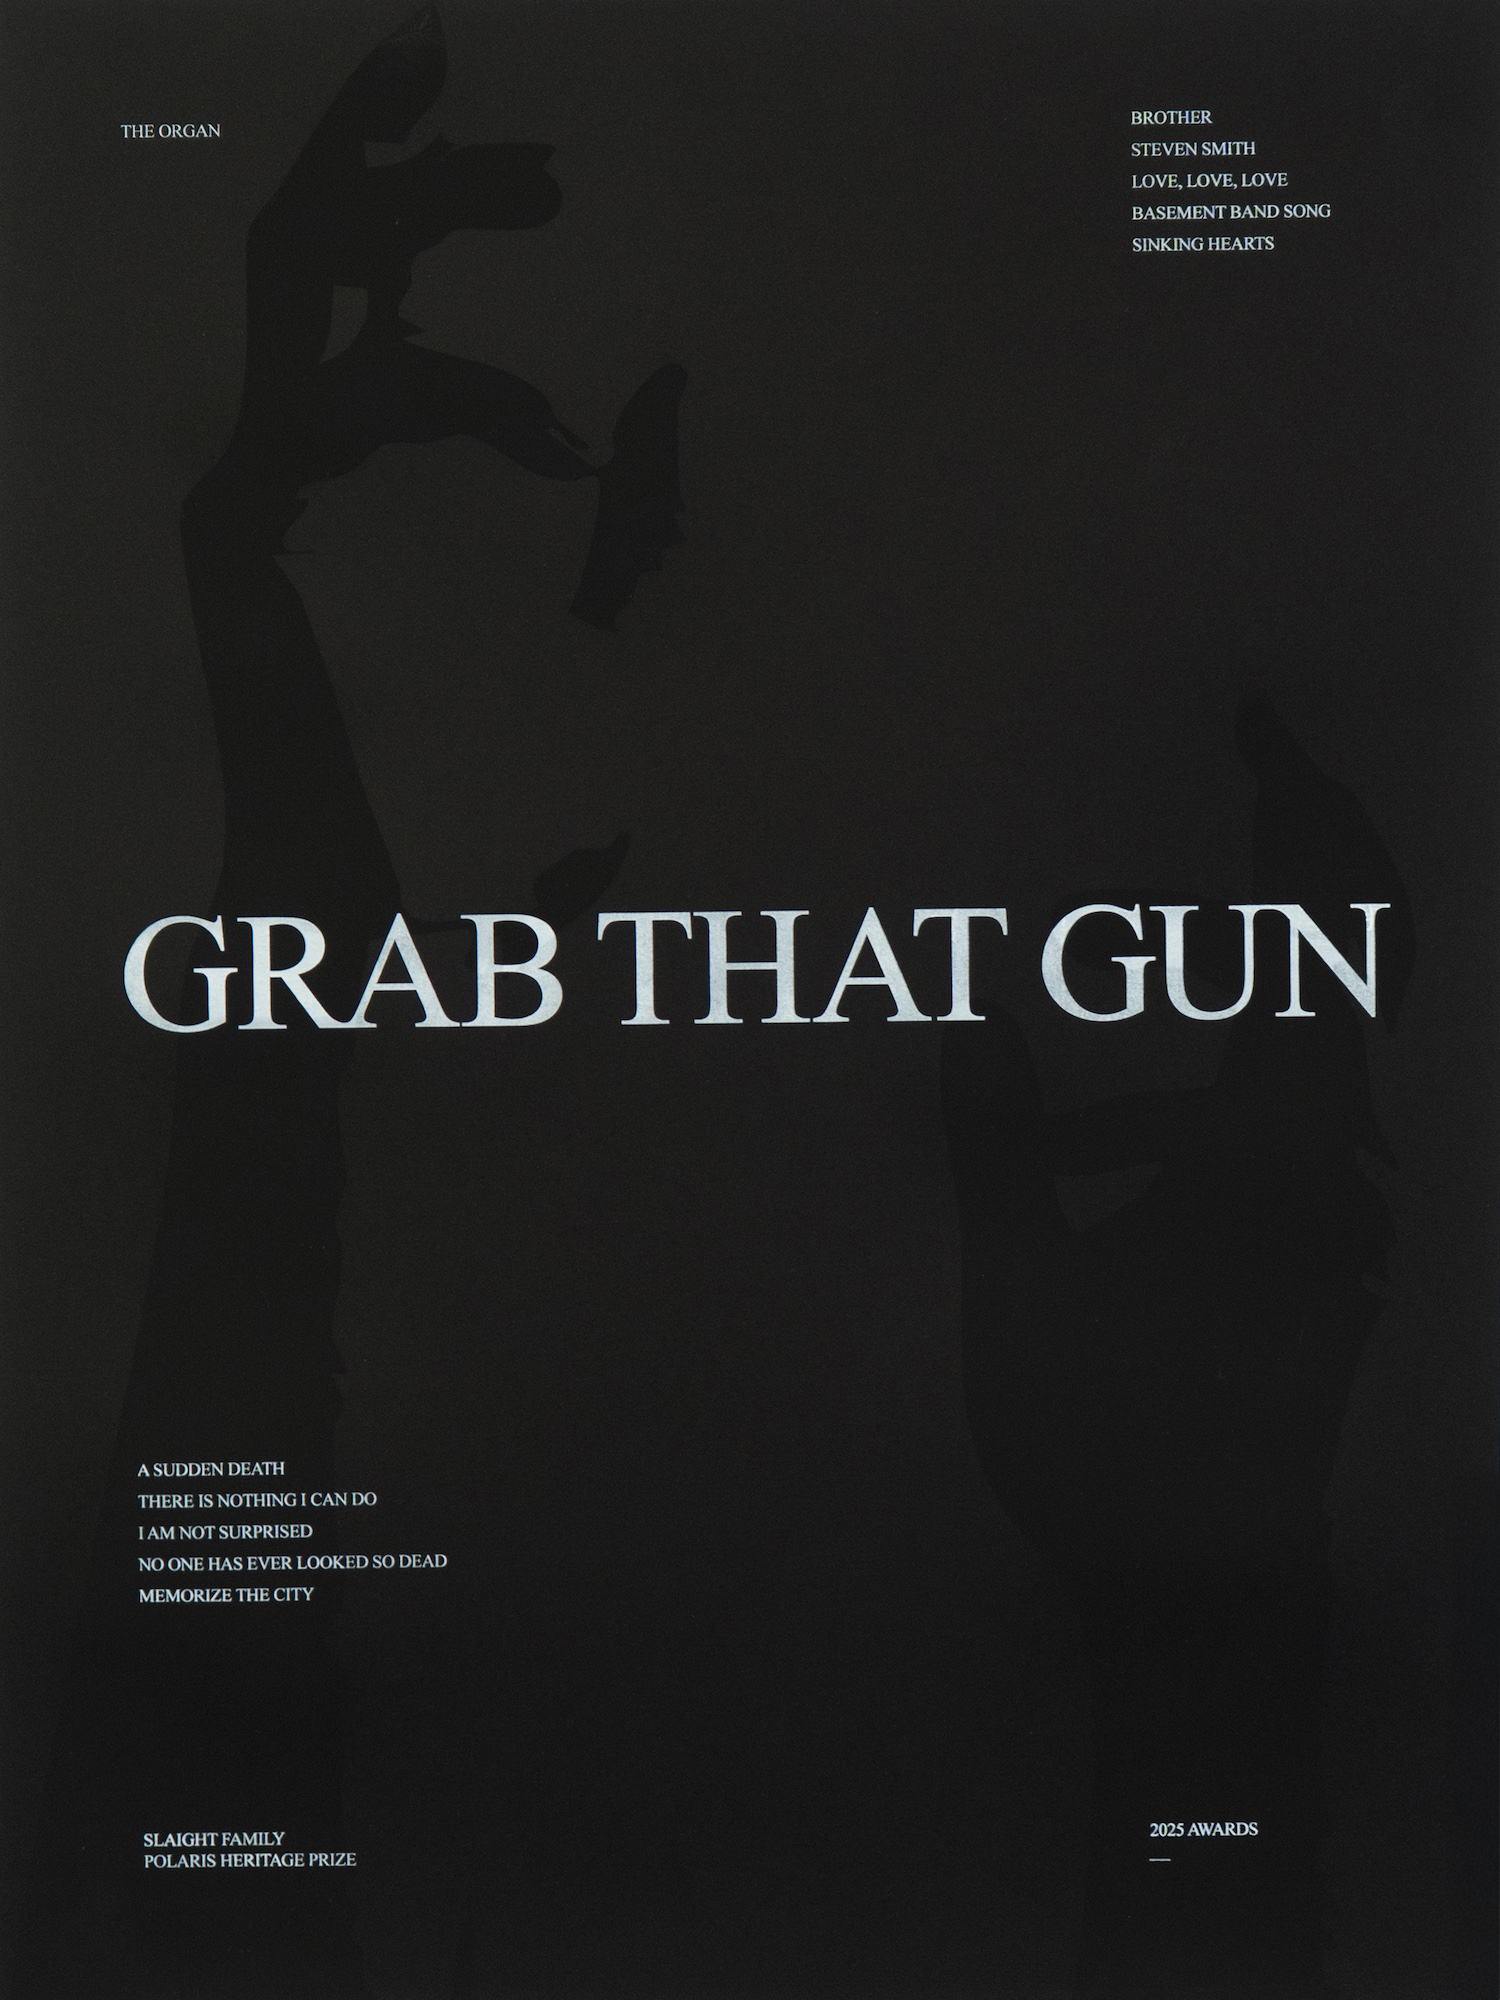 THE ORGAN
BROTHER
STEVEN SMITH
LOVE, LOVE, LOVE
BASEMENT BAND SONG
SINKING HEARTS
GRAB THAT GUN
A SUDDEN DEATH
THERE IS NOTHING I CAN DO
I AM NOT SURPRISED
NO ONE HAS EVER LOOKED SO DEAD
MEMORIZE THE CITY
SLAIGHT FAMILY
POLARIS HERITAGE PRIZE
2025 AWARDS
—